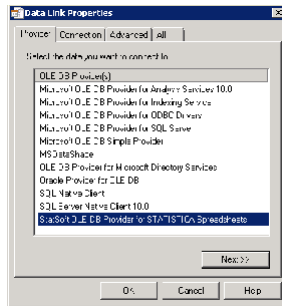 Data Link Properties
Provider Connection Advanced All
Select the data you want to connect to:
OLE DB Provider(s)
Microsoft OLE DB Provider for Analysis Services 10.0
Microsoft OLE DB Provider for Indexing Service
Microsoft OLE DB Provider for ODBC Drivers
Microsoft OLE DB Provider for SQL Server
Microsoft OLE DB Simple Provider
MSDataShape
OLE DB Provider for Microsoft Directory Services
Oracle Provider for OLE DB
SQL Native Client
SQL Server Native Client 10.0
StatSoft OLE DB Provider for STATISTICA Spreadsheets
Next >>
OK Cancel Help